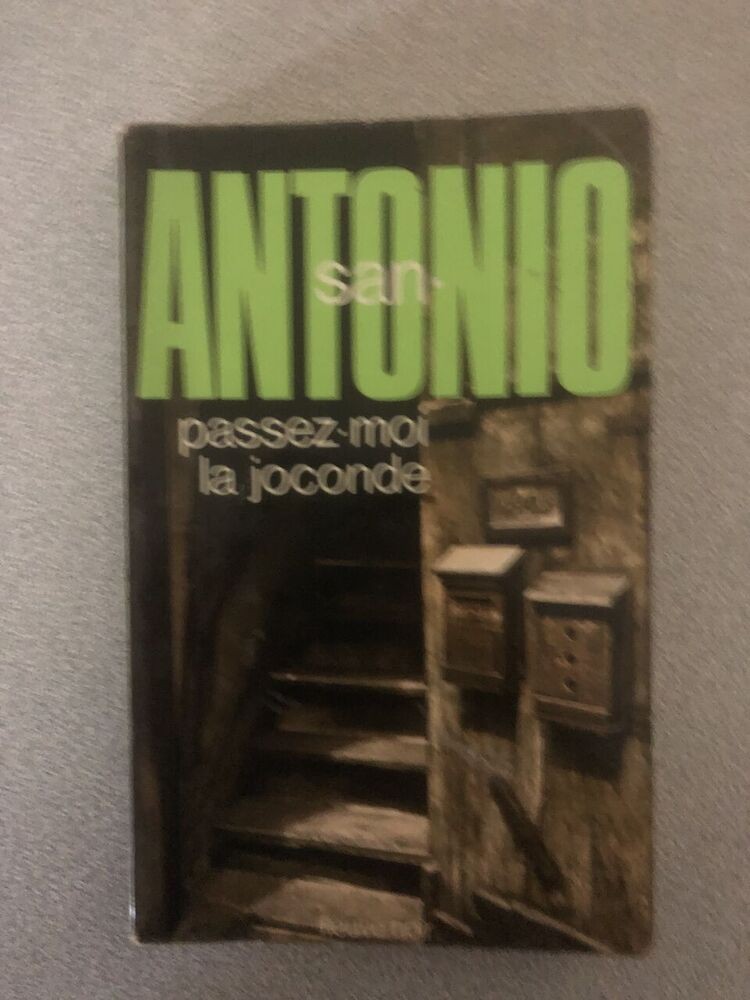 san-
ANTONIO
passez-moi
la joconde